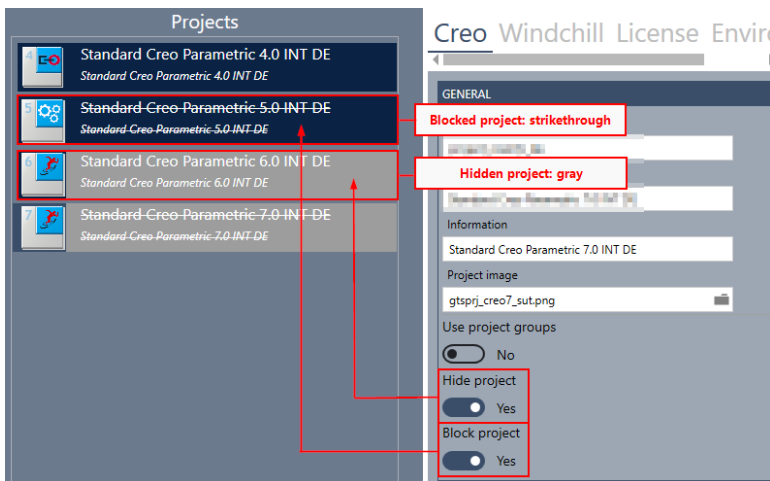 Projects
4
Standard Creo Parametric 4.0 INT DE
Standard Creo Parametric 4.0 INT DE
5
Standard Creo Parametric 5.0 INT DE
Standard Creo Parametric 5.0 INT DE
6
Standard Creo Parametric 6.0 INT DE
Standard Creo Parametric 6.0 INT DE
7
Standard Creo Parametric 7.0 INT DE
Standard Creo Parametric 7.0 INT DE
Creo Windchill License
GENERAL
Blocked project: strikethrough
Hidden project: gray
Information
Standard Creo Parametric 7.0 INT DE
Project image
gtsprj_creo7_sut.png
Use project groups
No
Hide project
Yes
Block project
Yes